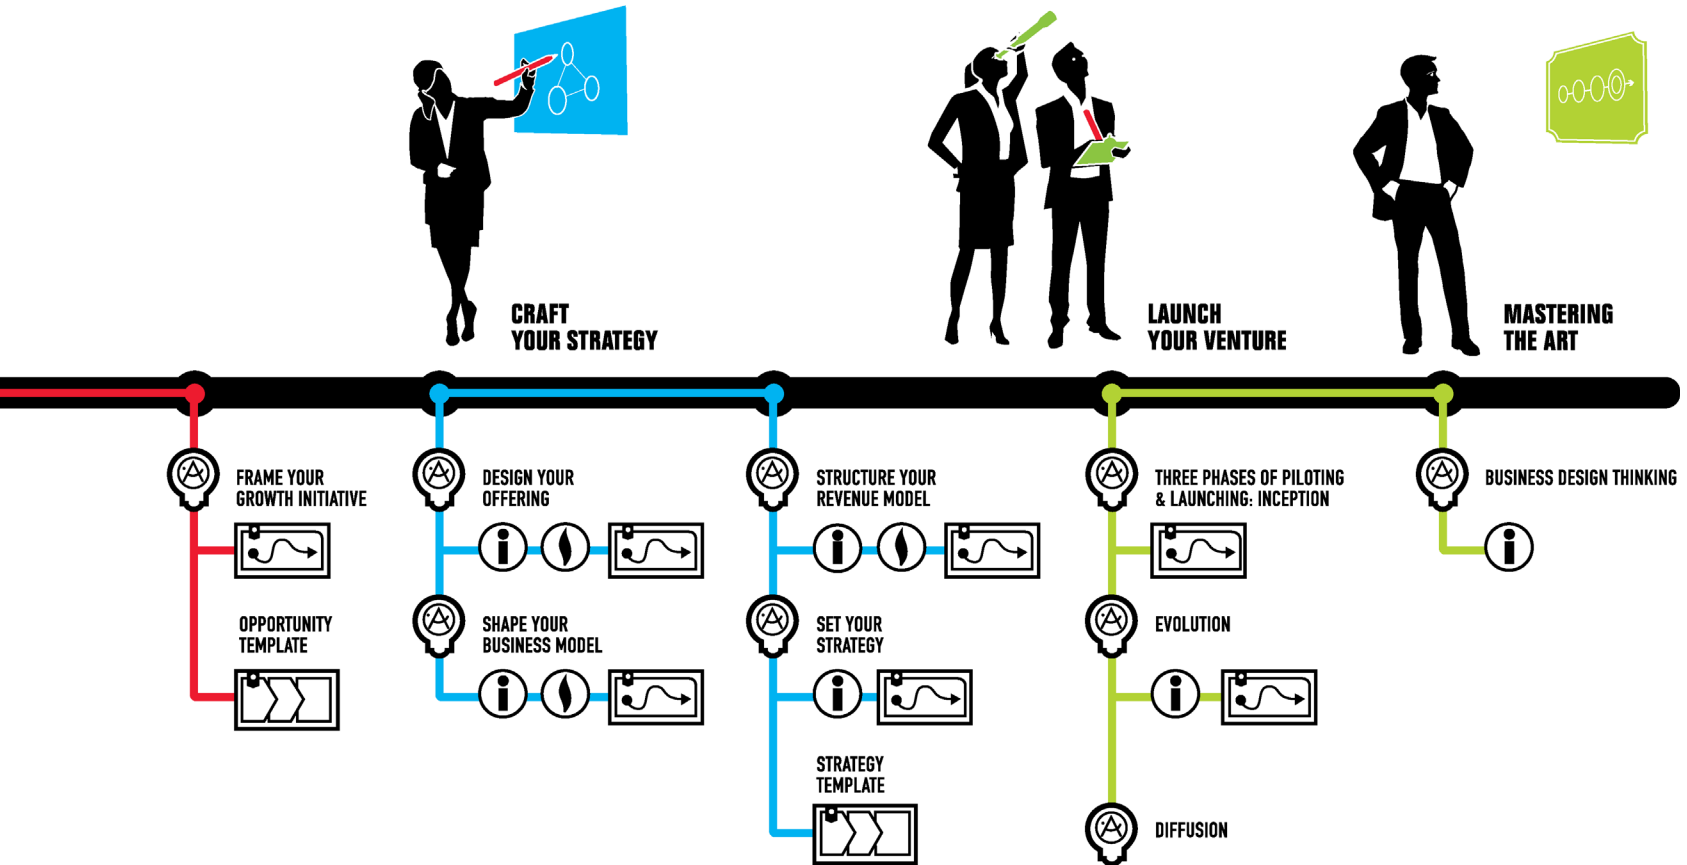 CRAFT
YOUR STRATEGY
LAUNCH
YOUR VENTURE
MASTERING
THE ART
FRAME YOUR
GROWTH INITIATIVE
OPPORTUNITY
TEMPLATE
DESIGN YOUR
OFFERING
SHAPE YOUR
BUSINESS MODEL
STRUCTURE YOUR
REVENUE MODEL
SET YOUR
STRATEGY
STRATEGY
TEMPLATE
THREE PHASES OF PILOTING
& LAUNCHING: INCEPTION
EVOLUTION
DIFFUSION
BUSINESS DESIGN THINKING